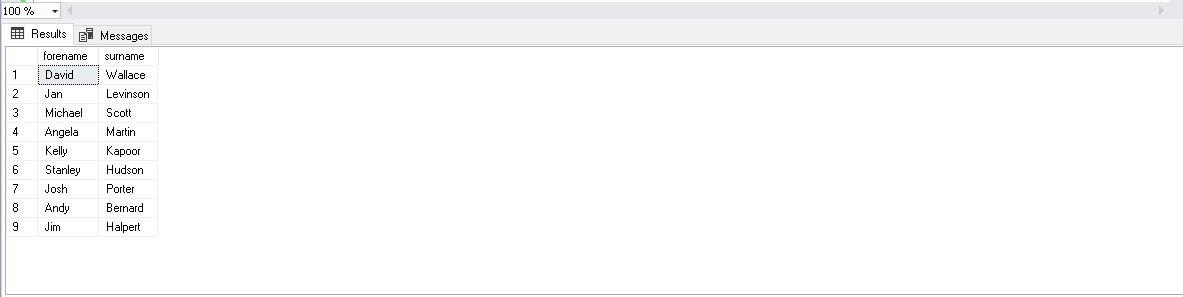 100 %
Results Messages
forename surname
1 David Wallace
2 Jan Levinson
3 Michael Scott
4 Angela Martin
5 Kelly Kapoor
6 Stanley Hudson
7 Josh Porter
8 Andy Bernard
9 Jim Halpert